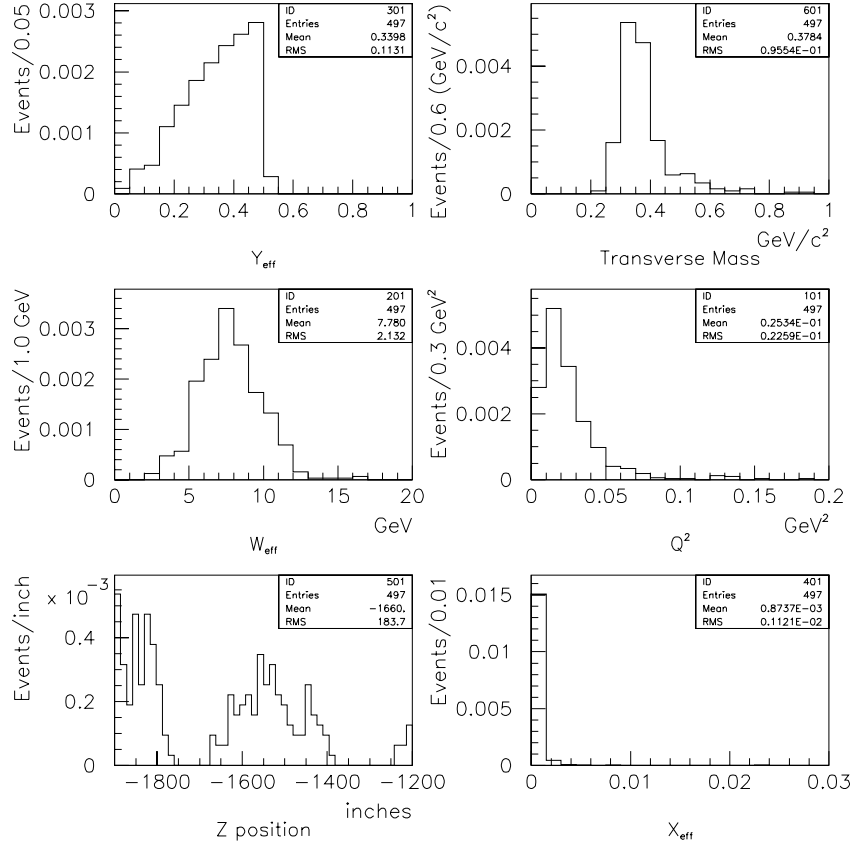 Events/0.05
0.003
0.002
0.001
0
0 0.2 0.4 0.6 0.8 1
ID 301
Entries 497
Mean 0.3398
RMS 0.1131
Y_eff
Events/0.6 (GeV/c²)
0.004
0.002
0
0 0.2 0.4 0.6 0.8 1
ID 601
Entries 497
Mean 0.3784
RMS 0.9554E-01
GeV/c²
Transverse Mass
Events/1.0 GeV
0.003
0.002
0.001
0
0 5 10 15 20
ID 201
Entries 497
Mean 7.780
RMS 2.132
GeV
W_eff
Events/0.3 GeV²
0.004
0.002
0
0 0.05 0.1 0.15 0.2
ID 101
Entries 497
Mean 0.2534E-01
RMS 0.2259E-01
GeV²
Q²
Events/inch
x 10⁻³
0.4
0.2
0
-1800 -1600 -1400 -1200
ID 501
Entries 497
Mean -1660.
RMS 183.7
inches
Z position
Events/0.01
0.015
0.01
0.005
0
0 0.01 0.02 0.03
ID 401
Entries 497
Mean 0.8737E-03
RMS 0.1121E-02
X_eff